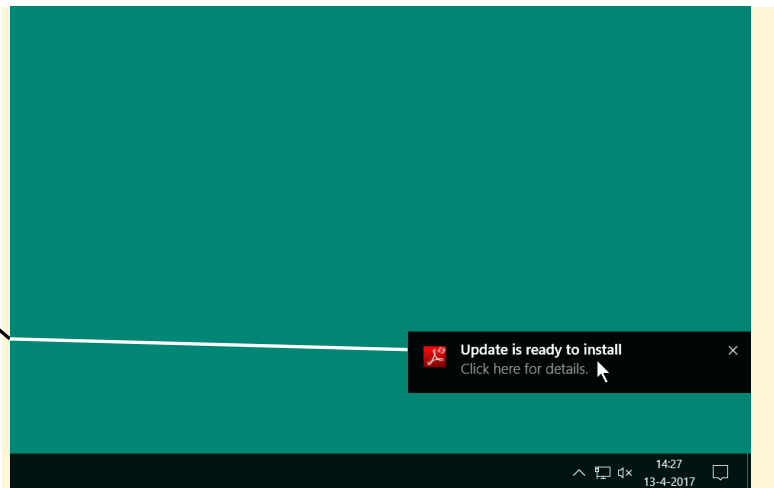 Update is ready to install
Click here for details.
14:27
13-4-2017